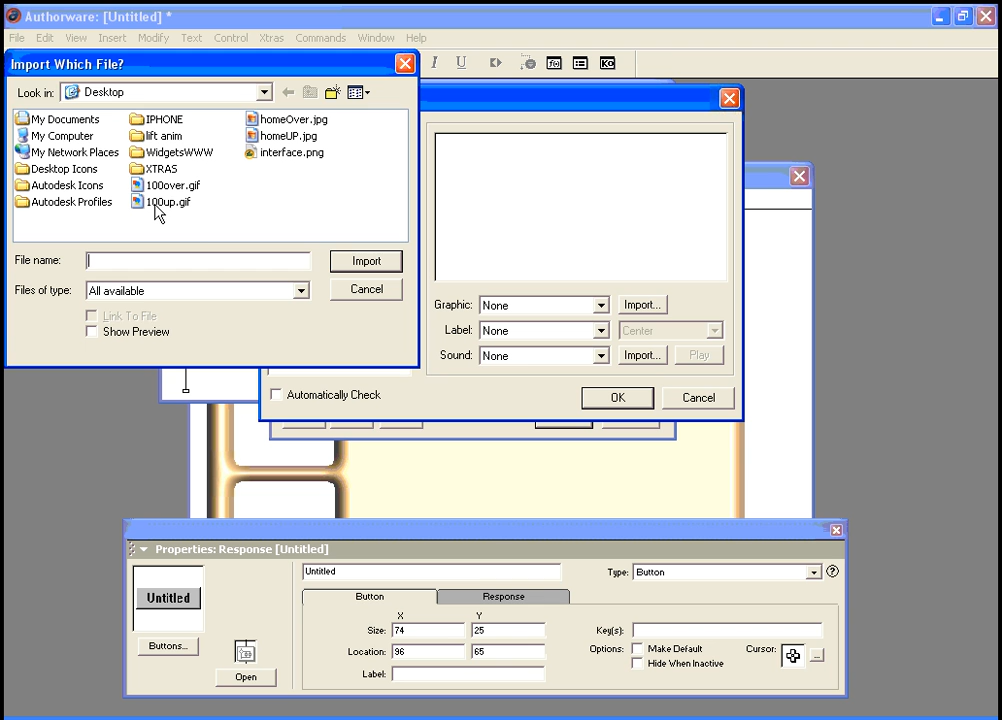 Authorware: [Untitled] *
File Edit View Insert Modify Text Control Xtras Commands Window Help
Import Which File?
I U
Look in: Desktop
My Documents
My Computer
My Network Places
Desktop Icons
Autodesk Icons
Autodesk Profiles
IPHONE
lift anim
WidgetsWWW
XTRAS
100over.gif
100up.gif
homeOver.jpg
homeUP.jpg
interface.png
File name: Import
Files of type: All available Cancel
Link To File
Show Preview
Graphic: None Import...
Label: None Center
Sound: None Import... Play
Automatically Check OK Cancel
Properties: Response [Untitled]
Untitled
Buttons...
Open
Untitled Type: Button
Button Response
X Y
Size: 74 25
Location: 96 65
Label:
Key(s):
Options: Make Default
Hide When Inactive
Cursor: ...